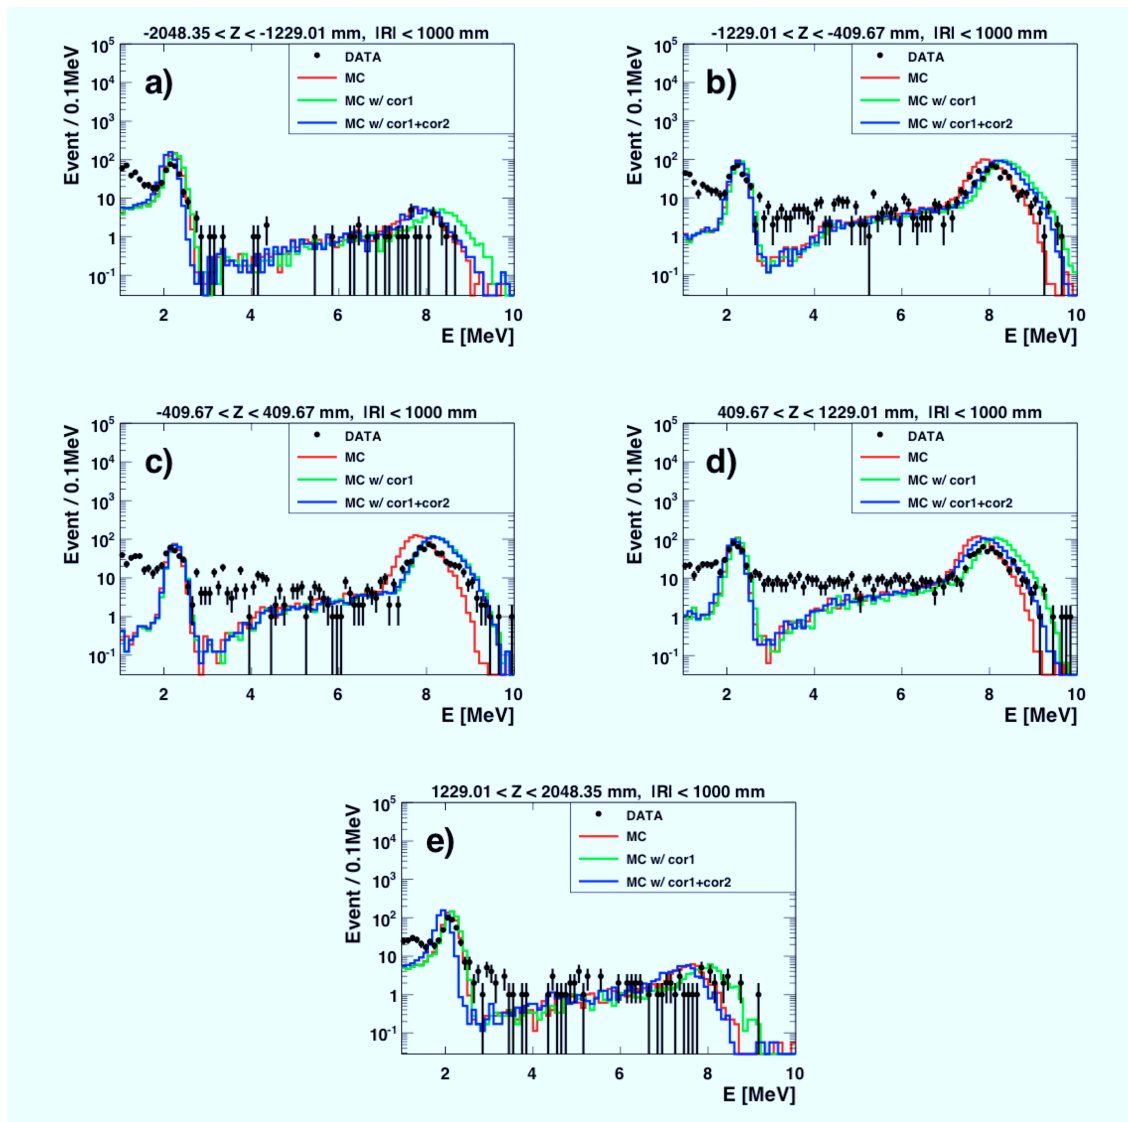 -2048.35 < Z < -1229.01 mm, |R| < 1000 mm
a)
DATA
MC
MC w/ cor1
MC w/ cor1+cor2
Event / 0.1MeV
10^5
10^4
10^3
10^2
10
1
10^-1
2 4 6 8 10
E [MeV]
-1229.01 < Z < -409.67 mm, |R| < 1000 mm
b)
DATA
MC
MC w/ cor1
MC w/ cor1+cor2
Event / 0.1MeV
10^5
10^4
10^3
10^2
10
1
10^-1
2 4 6 8 10
E [MeV]
-409.67 < Z < 409.67 mm, |R| < 1000 mm
c)
DATA
MC
MC w/ cor1
MC w/ cor1+cor2
Event / 0.1MeV
10^5
10^4
10^3
10^2
10
1
10^-1
2 4 6 8 10
E [MeV]
409.67 < Z < 1229.01 mm, |R| < 1000 mm
d)
DATA
MC
MC w/ cor1
MC w/ cor1+cor2
Event / 0.1MeV
10^5
10^4
10^3
10^2
10
1
10^-1
2 4 6 8 10
E [MeV]
1229.01 < Z < 2048.35 mm, |R| < 1000 mm
e)
DATA
MC
MC w/ cor1
MC w/ cor1+cor2
Event / 0.1MeV
10^5
10^4
10^3
10^2
10
1
10^-1
2 4 6 8 10
E [MeV]